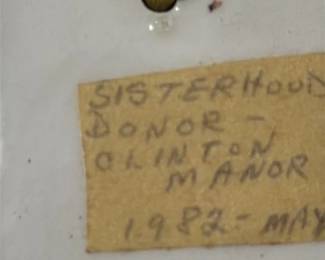 SISTERHOOD
DONOR -
CLINTON
MANOR
1982 - MAY